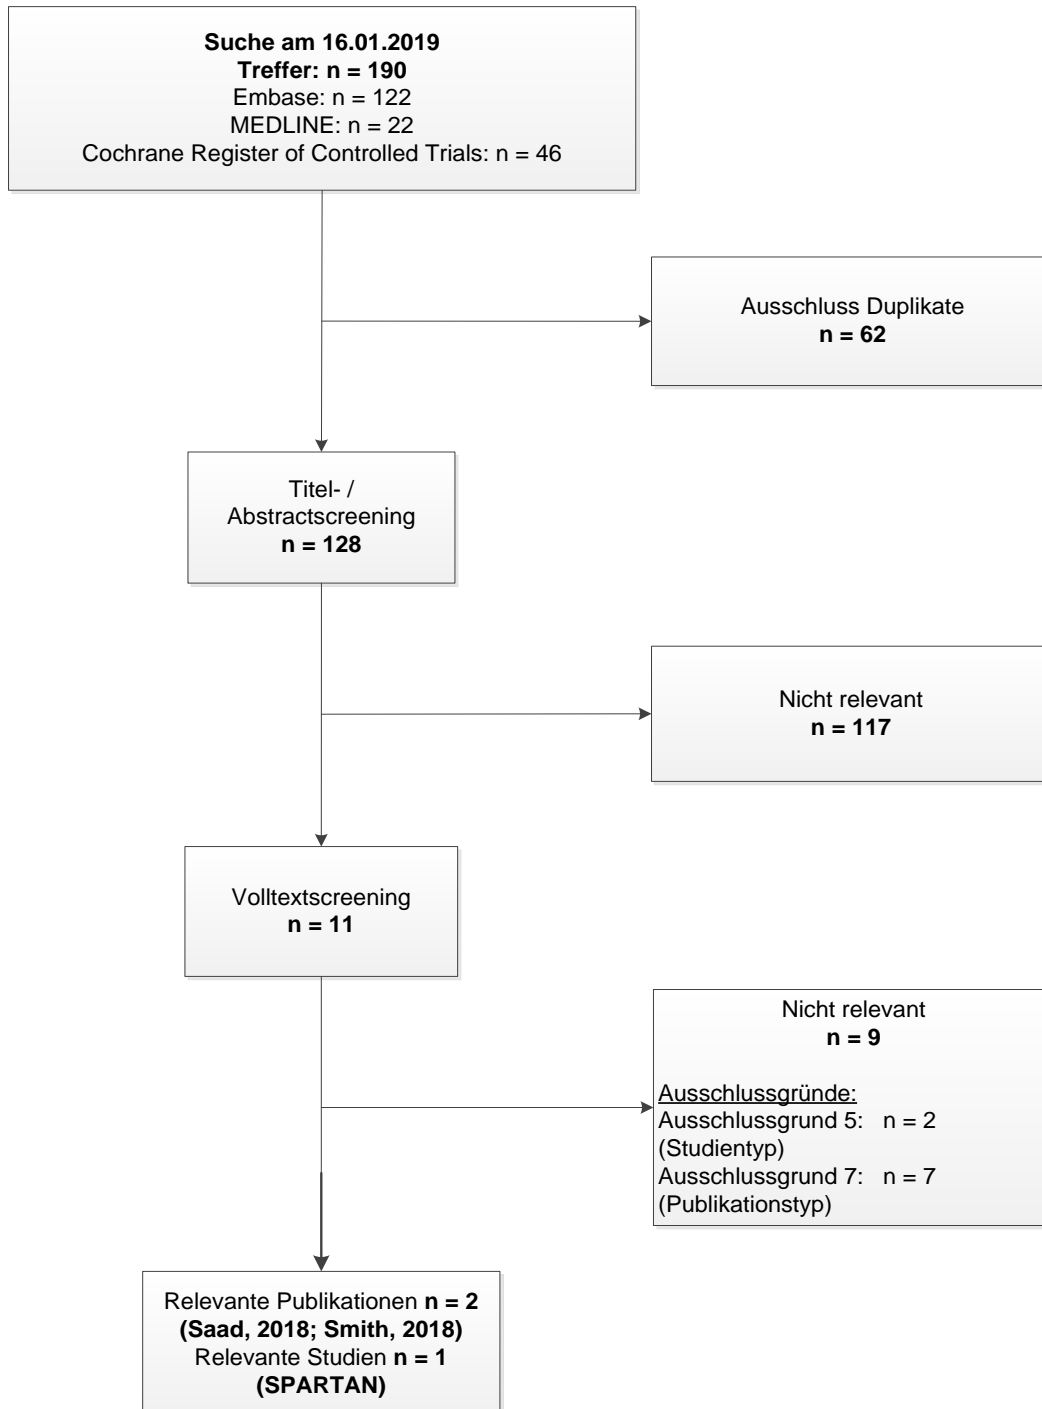 Suche am 16.01.2019
Treffer: n = 190
Embase: n = 122
MEDLINE: n = 22
Cochrane Register of Controlled Trials: n = 46
Ausschluss Duplikate
n = 62
Titel- /
Abstractscreening
n = 128
Nicht relevant
n = 117
Volltextscreening
n = 11
Nicht relevant
n = 9
Ausschlussgründe:
Ausschlussgrund 5: n = 2
(Studientyp)
Ausschlussgrund 7: n = 7
(Publikationstyp)
Relevante Publikationen n = 2
(Saad, 2018; Smith, 2018)
Relevante Studien n = 1
(SPARTAN)